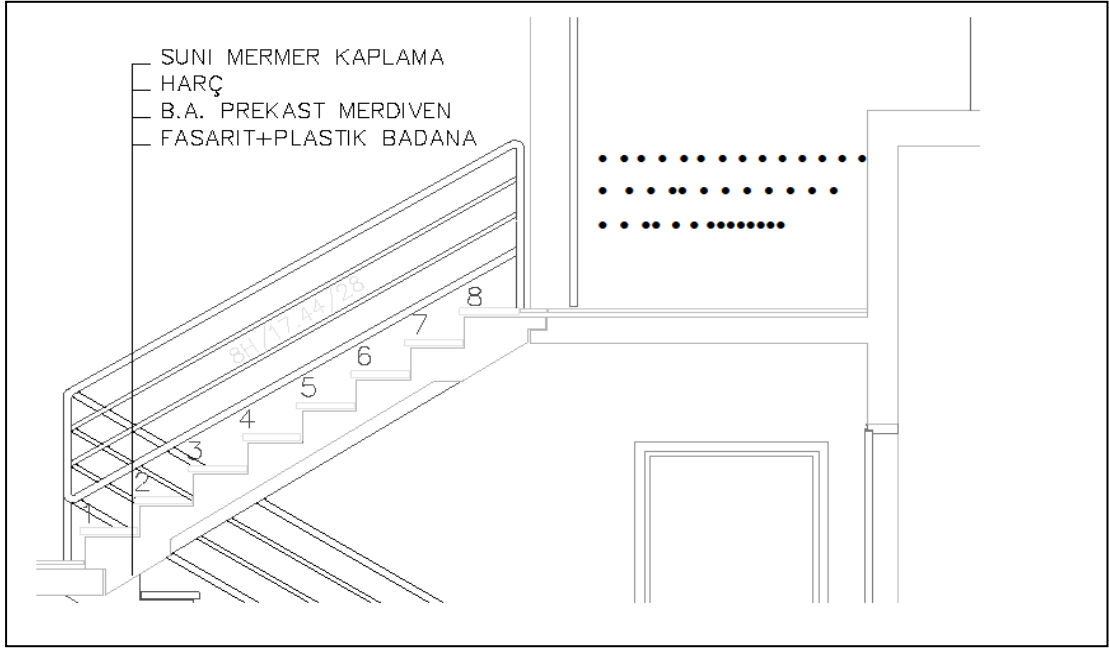 SUNI MERMER KAPLAMA
HARÇ
B.A. PREKAST MERDIVEN
FASARIT+PLASTIK BADANA
8H/17.44/28
8
7
6
5
4
3
2
1